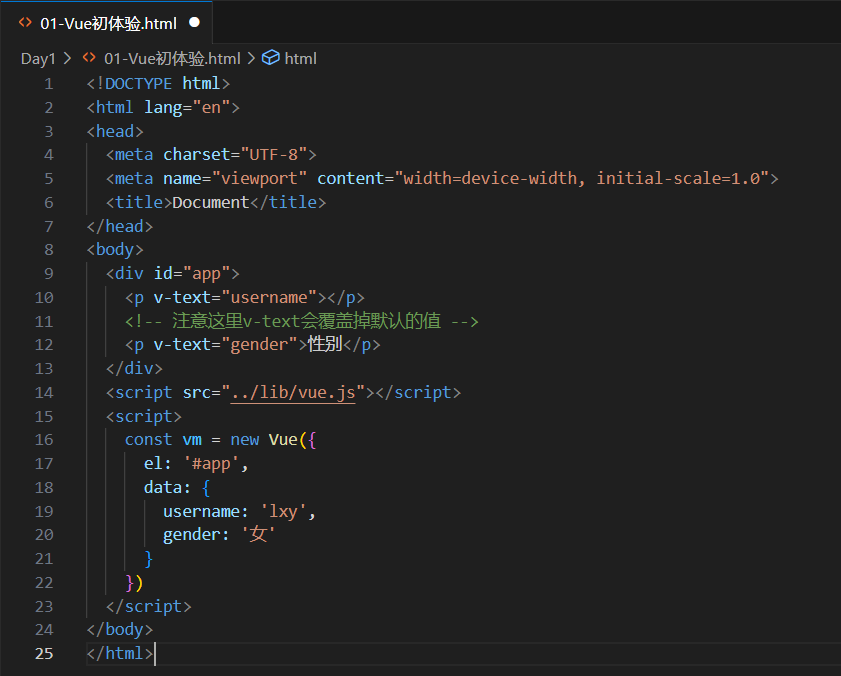 01-Vue初体验.html
Day1 > 01-Vue初体验.html > html
1 <!DOCTYPE html>
2 <html lang="en">
3 <head>
4   <meta charset="UTF-8">
5   <meta name="viewport" content="width=device-width, initial-scale=1.0">
6   <title>Document</title>
7 </head>
8 <body>
9   <div id="app">
10     <p v-text="username"></p>
11     <!-- 注意这里v-text会覆盖掉默认的值 -->
12     <p v-text="gender">性别</p>
13   </div>
14   <script src="../lib/vue.js"></script>
15   <script>
16     const vm = new Vue({
17       el: '#app',
18       data: {
19         username: 'lxy',
20         gender: '女'
21       }
22     })
23   </script>
24 </body>
25 </html>